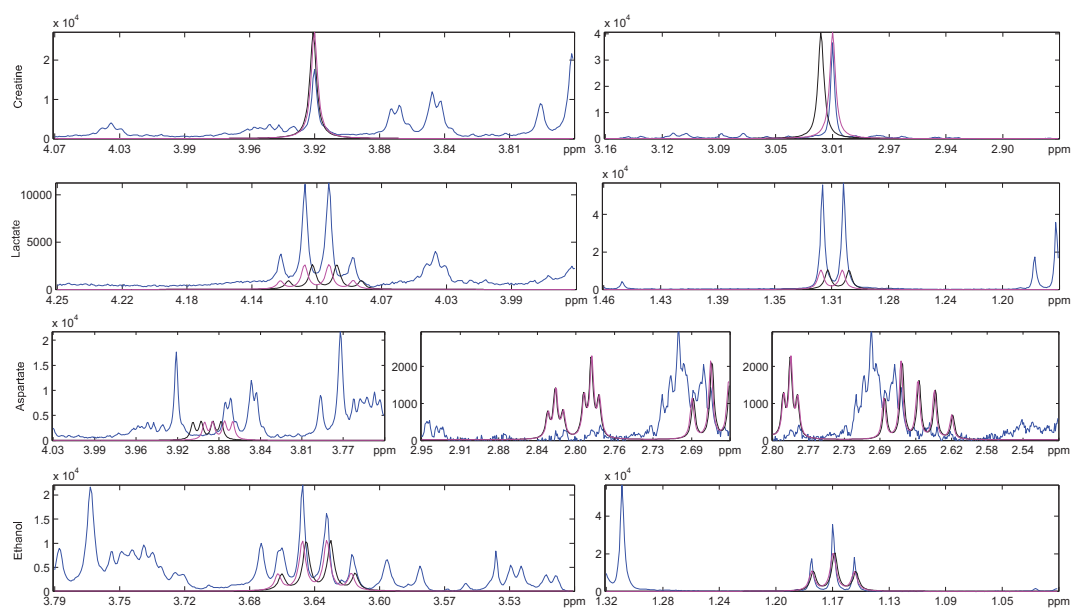 x 10^4
x 10^4
Creatine
2
1
0
4.07 4.03 3.99 3.96 3.92 3.88 3.84 3.81 ppm
4
3
2
1
0
3.16 3.12 3.09 3.05 3.01 2.97 2.94 2.90 ppm
Lactate
10000
5000
0
4.25 4.22 4.18 4.14 4.10 4.07 4.03 3.99 ppm
x 10^4
4
2
0
1.46 1.43 1.39 1.35 1.31 1.28 1.24 1.20 ppm
Aspartate
x 10^4
2
1.5
1
0.5
0
4.03 3.99 3.96 3.92 3.88 3.84 3.81 3.77 ppm
2000
1000
0
2.95 2.91 2.88 2.84 2.80 2.76 2.73 2.69 ppm
2000
1000
0
2.80 2.77 2.73 2.69 2.65 2.62 2.58 2.54 ppm
Ethanol
x 10^4
2
1.5
1
0.5
0
3.79 3.75 3.72 3.68 3.64 3.60 3.57 3.53 ppm
x 10^4
4
2
0
1.32 1.28 1.24 1.20 1.17 1.13 1.09 1.05 ppm